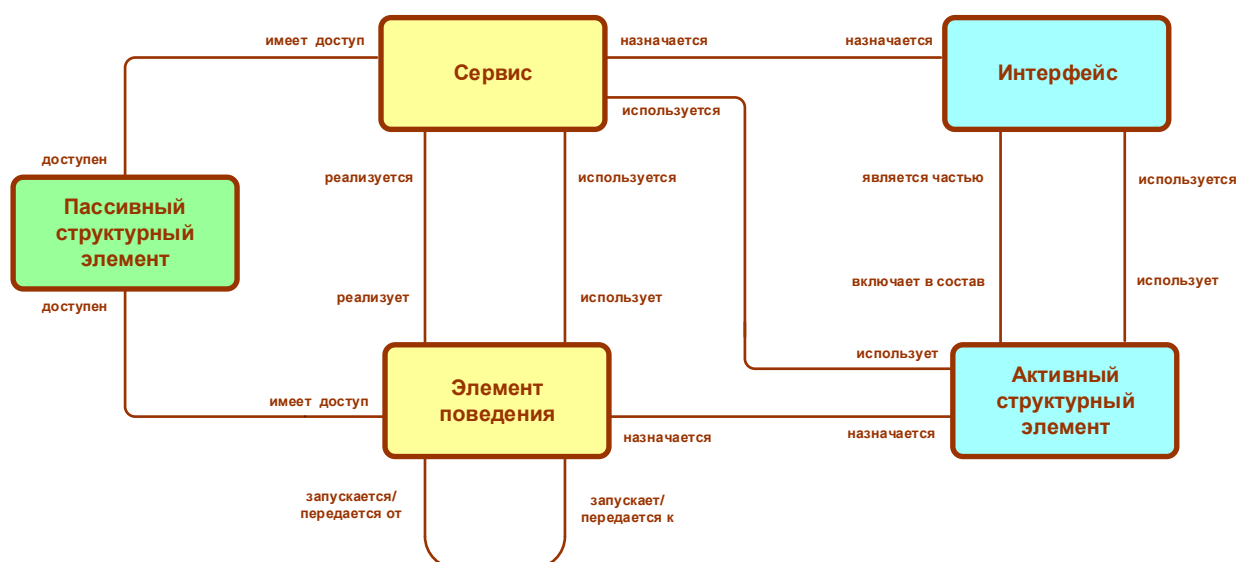 имеет доступ
Сервис
назначается
назначается
Интерфейс
используется
доступен
реализуется
используется
является частью
используется
Пассивный
структурный
элемент
доступен
реализует
использует
включает в состав
использует
имеет доступ
Элемент
поведения
использует
Активный
структурный
элемент
назначается
назначается
запускается/
передается от
запускает/
передается к